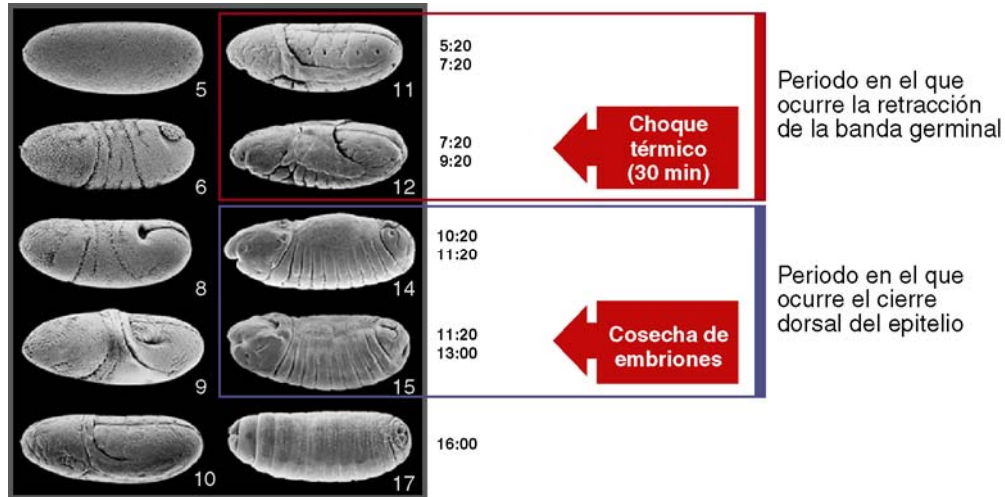 5
11
5:20
7:20
Periodo en el que
ocurre la retracción
de la banda germinal
6
12
7:20
9:20
Choque
térmico
(30 min)
8
14
10:20
11:20
Periodo en el que
ocurre el cierre
dorsal del epitelio
9
15
11:20
13:00
Cosecha de
embriones
10
17
16:00